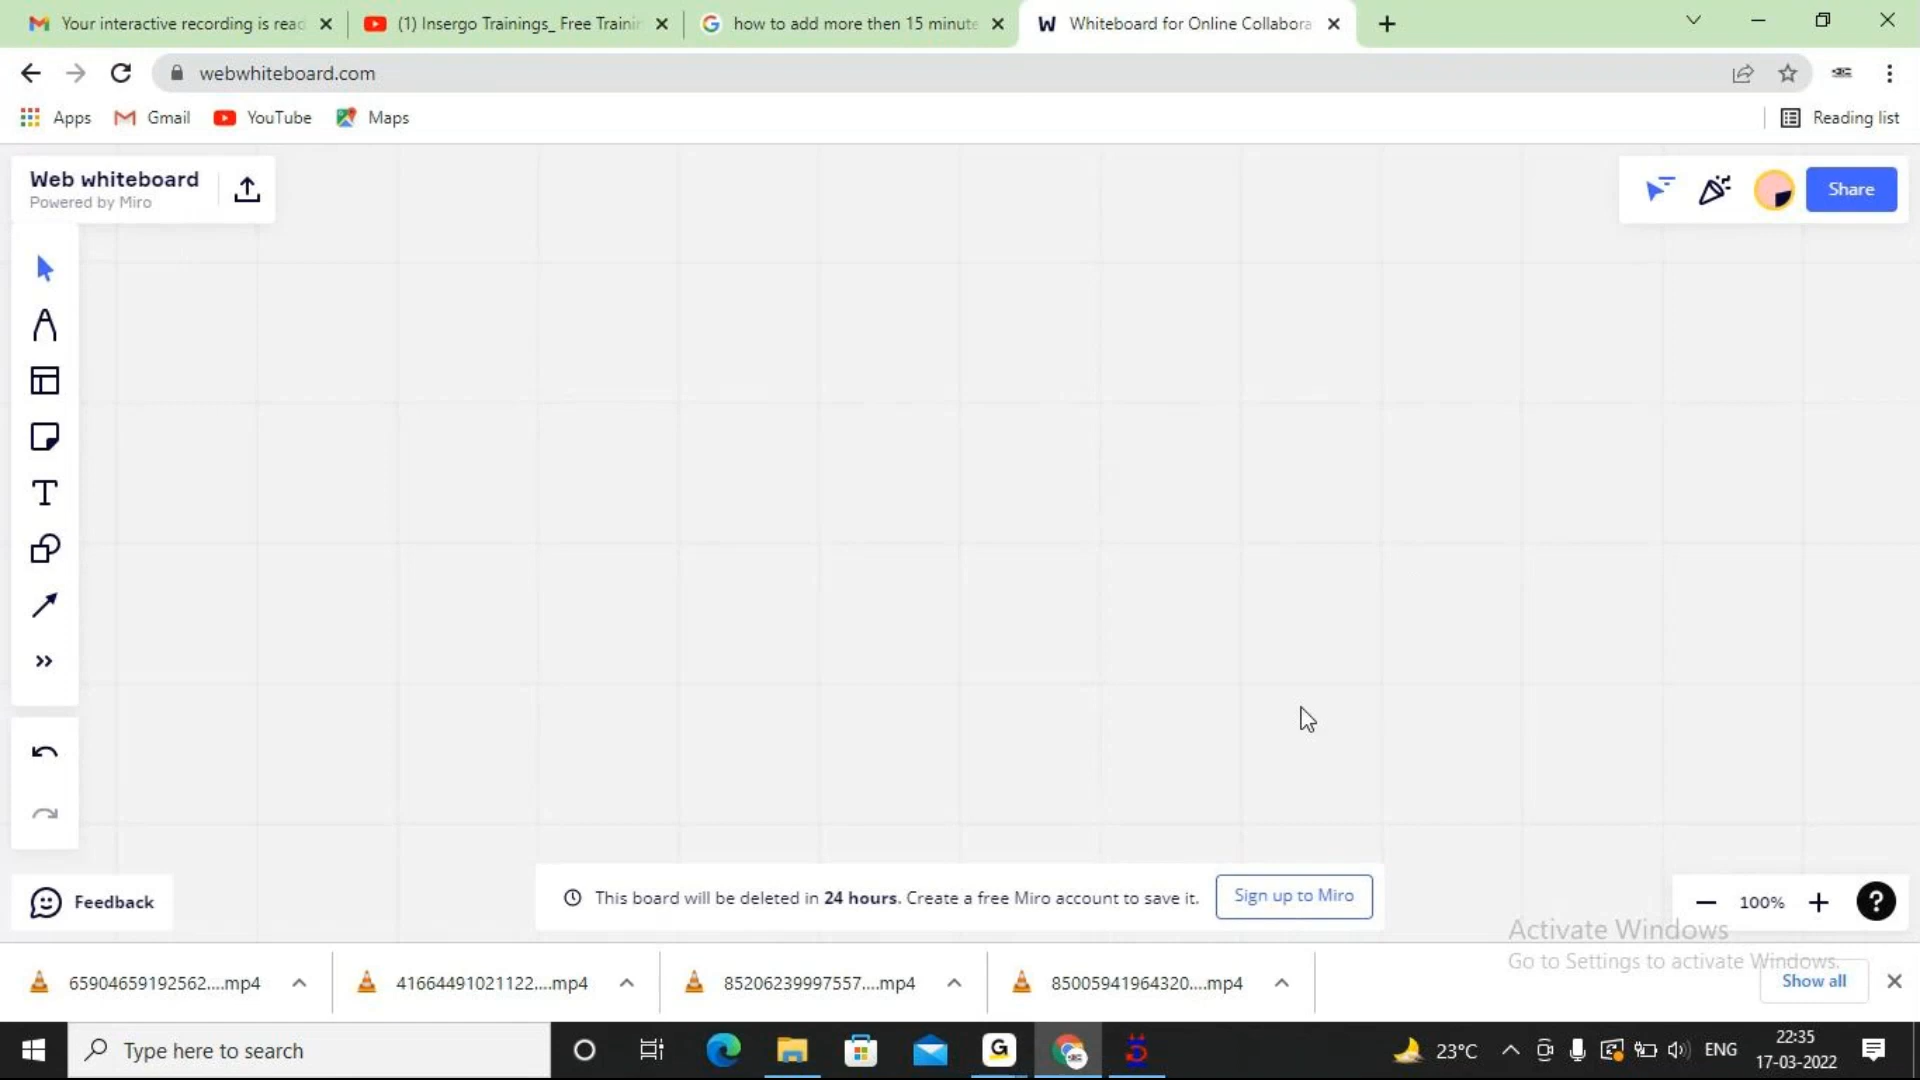 Your interactive recording is read
(1) Insergo Trainings_ Free Trainin
how to add more then 15 minute
Whiteboard for Online Collabora
webwhiteboard.com
Apps
Gmail
YouTube
Maps
Reading list
Web whiteboard
Powered by Miro
Share
Feedback
This board will be deleted in 24 hours. Create a free Miro account to save it.
Sign up to Miro
100%
Activate Windows
Go to Settings to activate Windows.
65904659192562....mp4
41664491021122....mp4
85206239997557....mp4
85005941964320....mp4
Show all
Type here to search
23°C
ENG
22:35
17-03-2022